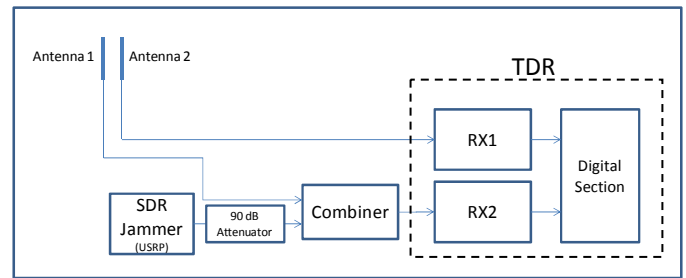 Antenna 1
Antenna 2
TDR
RX1
RX2
Digital
Section
SDR
Jammer
(USRP)
90 dB
Attenuator
Combiner